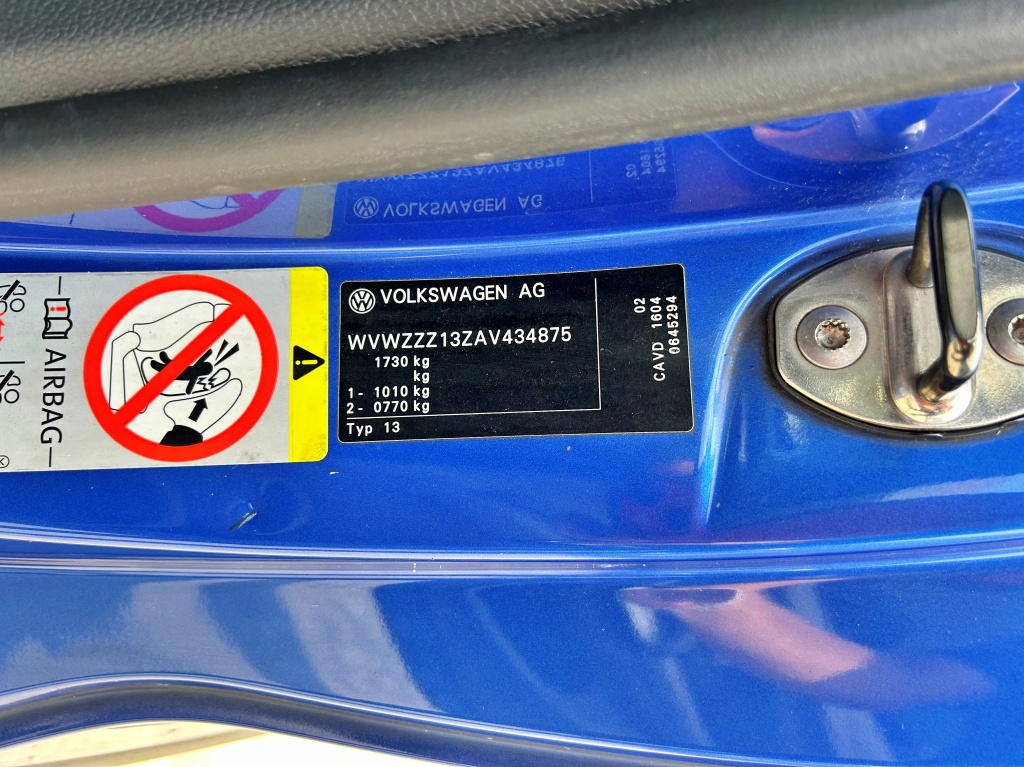 VOLKSWAGEN AG
WVWZZZ13ZAV434875
1730 kg
kg
1- 1010 kg
2- 0770 kg
Typ 13
02
CAVD 1604
0645294
AIRBAG
VOLKSWAGEN AG
WVWZZZ13ZAV434875